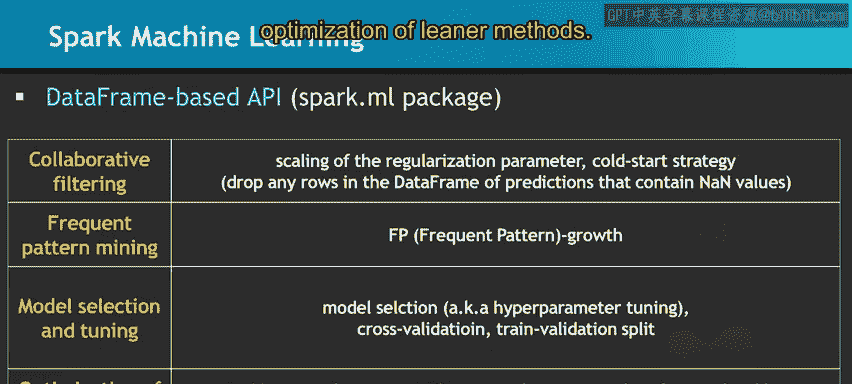 optimization of leaner methods.
Spark Machine Learning
▪ DataFrame-based API (spark.ml package)
Collaborative
filtering
scaling of the regularization parameter, cold-start strategy
(drop any rows in the DataFrame of predictions that contain NaN values)
Frequent
pattern mining
FP (Frequent Pattern)-growth
Model selection
and tuning
model selction (a.k.a hyperparameter tuning),
cross-validatioin, train-validation split